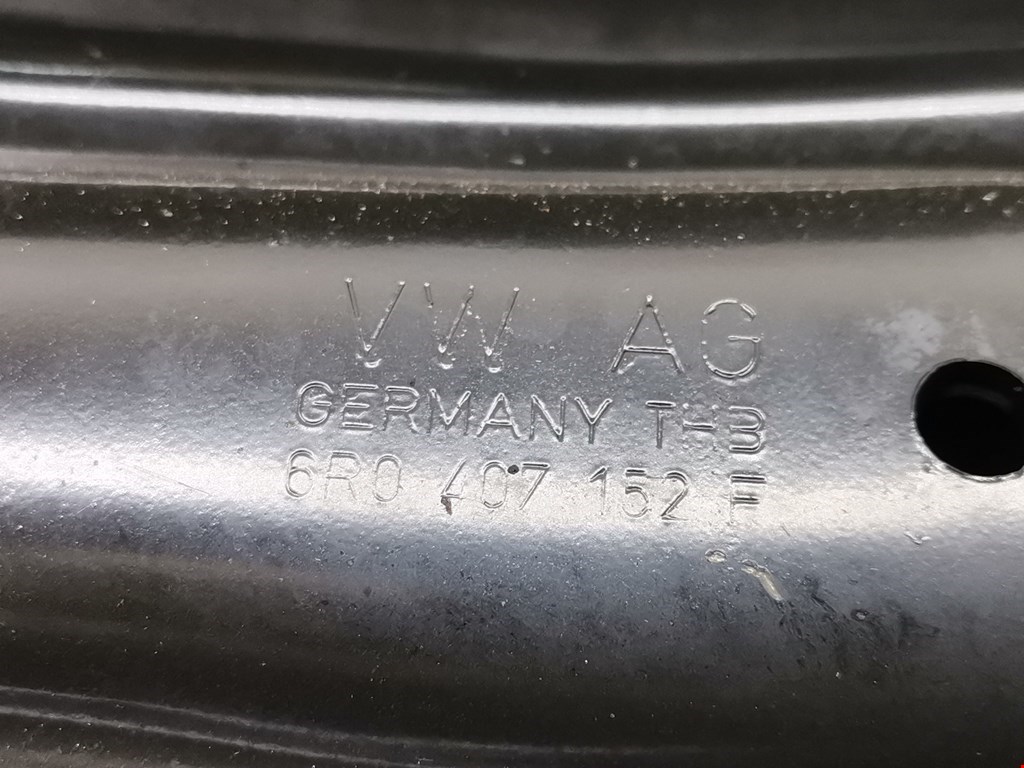 VW AG
GERMANY THB
6R0 407 152 F